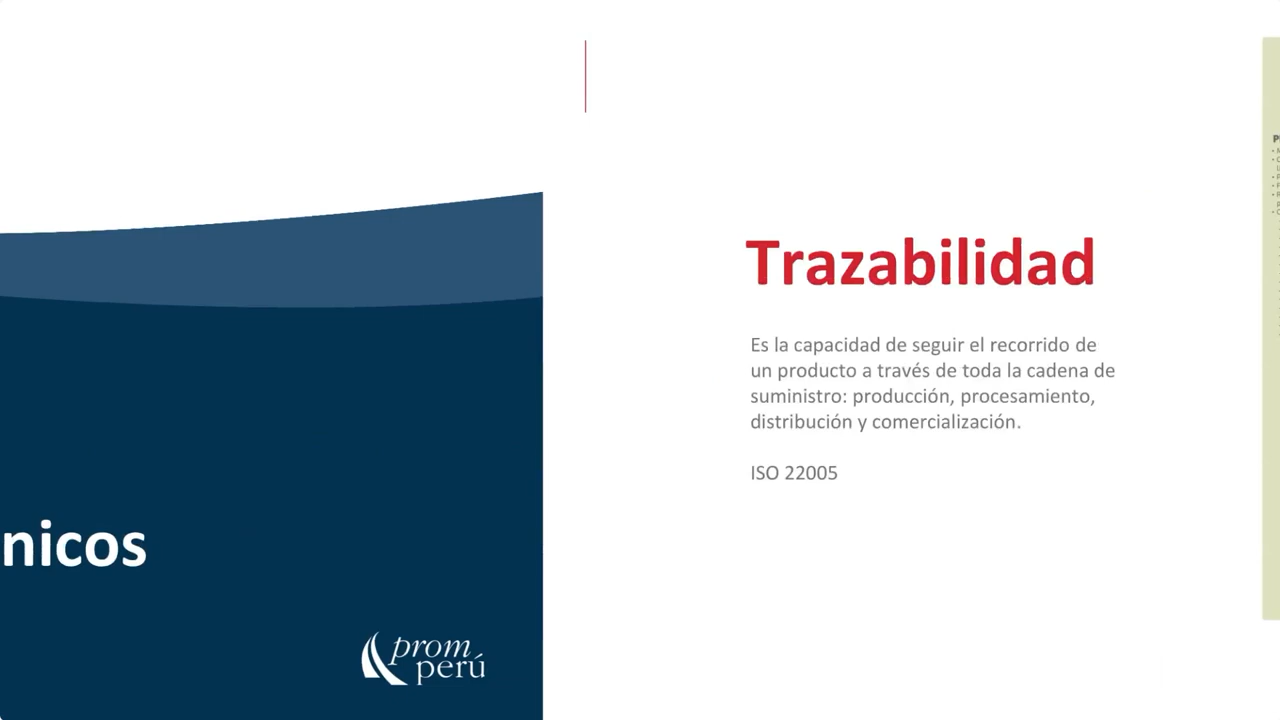 nicos
prom
perú
Trazabilidad
Es la capacidad de seguir el recorrido de
un producto a través de toda la cadena de
suministro: producción, procesamiento,
distribución y comercialización.
ISO 22005